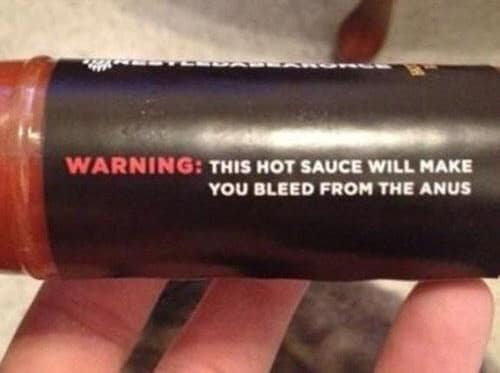 WARNING: THIS HOT SAUCE WILL MAKE
YOU BLEED FROM THE ANUS